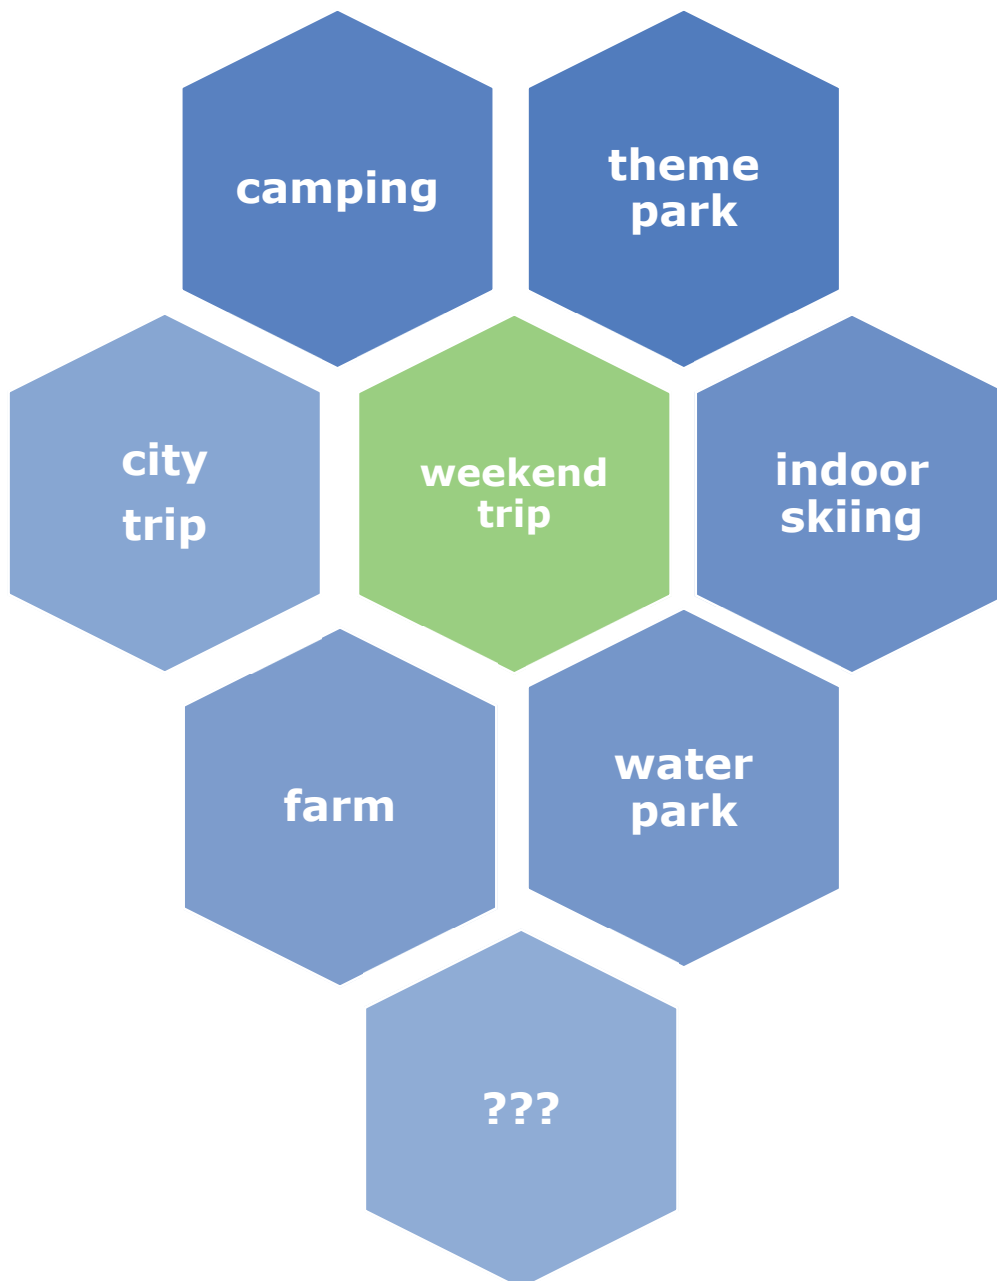 camping
theme
park
city
trip
weekend
trip
indoor
skiing
farm
water
park
???